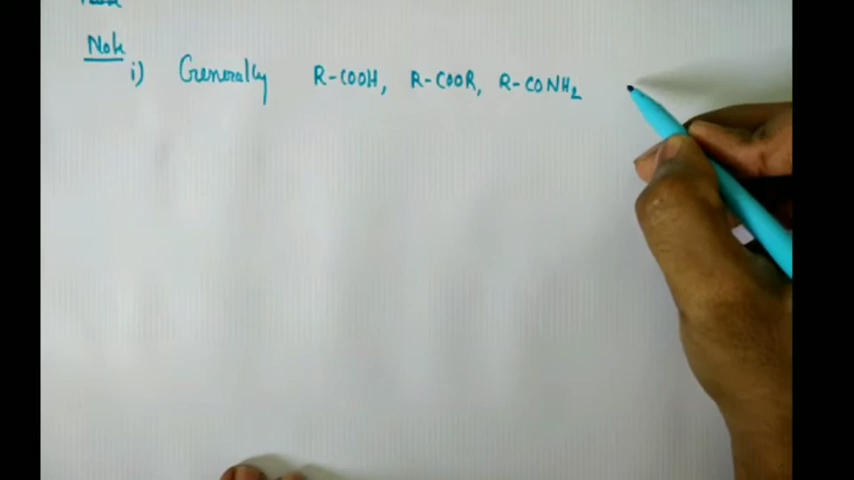 Note
i) Generally R-COOH, R-COOR, R-CONH₂